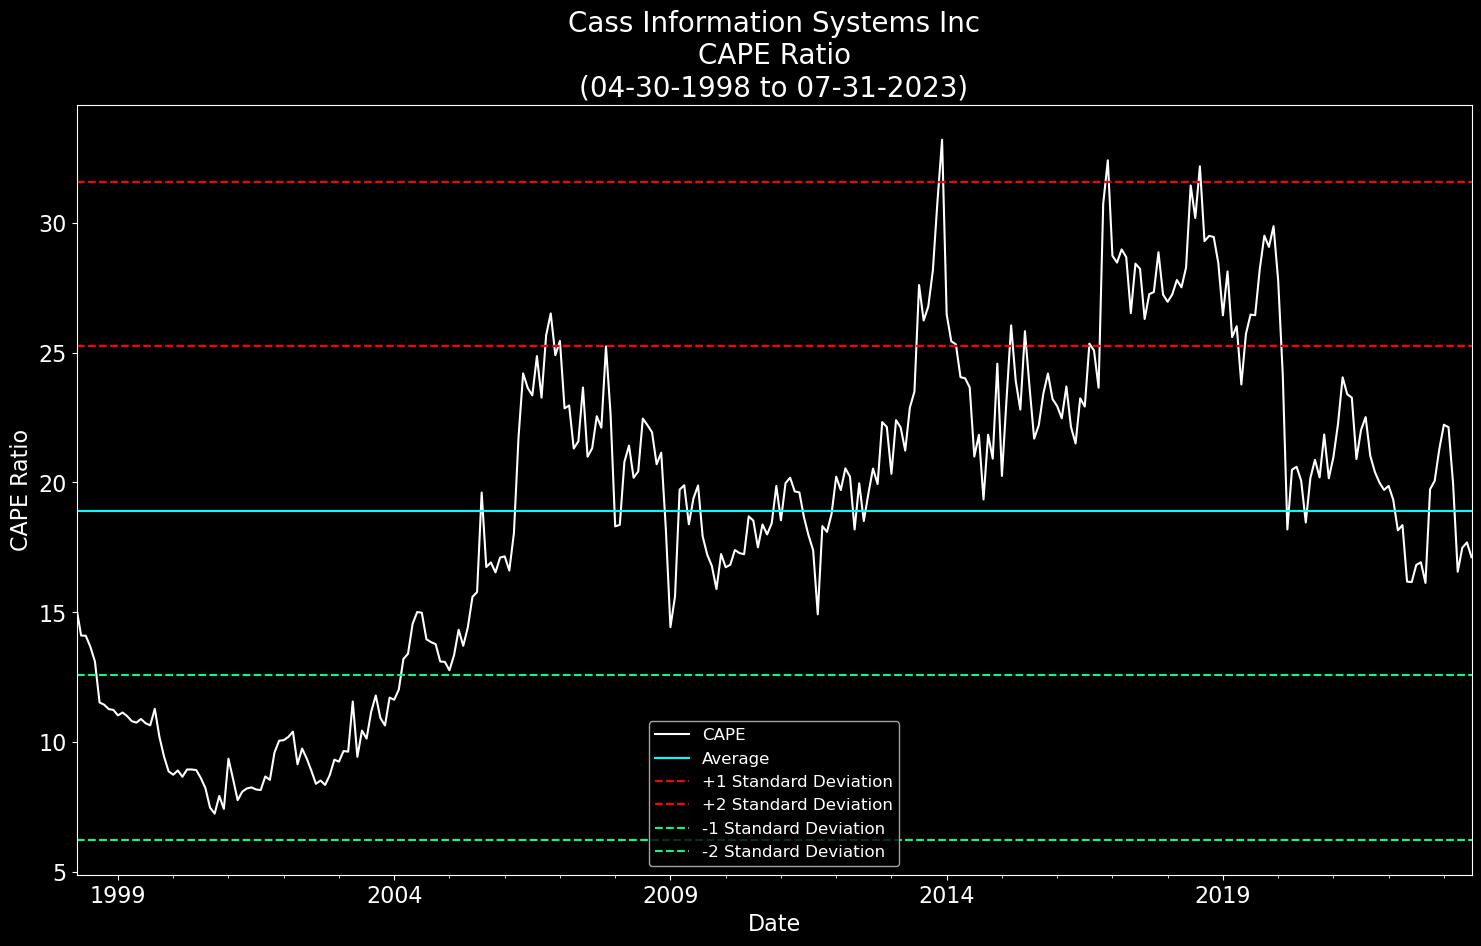 Cass Information Systems Inc
CAPE Ratio
(04-30-1998 to 07-31-2023)
CAPE Ratio
30
25
20
15
10
5
CAPE
Average
+1 Standard Deviation
+2 Standard Deviation
-1 Standard Deviation
-2 Standard Deviation
1999 2004 2009 2014 2019
Date